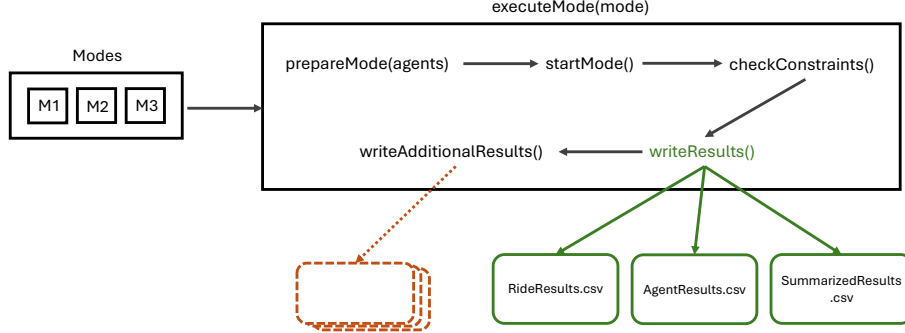 executeMode(mode)
Modes
M1 M2 M3
prepareMode(agents) startMode() checkConstraints()
writeAdditionalResults() writeResults()
RideResults.csv AgentResults.csv SummarizedResults
.csv